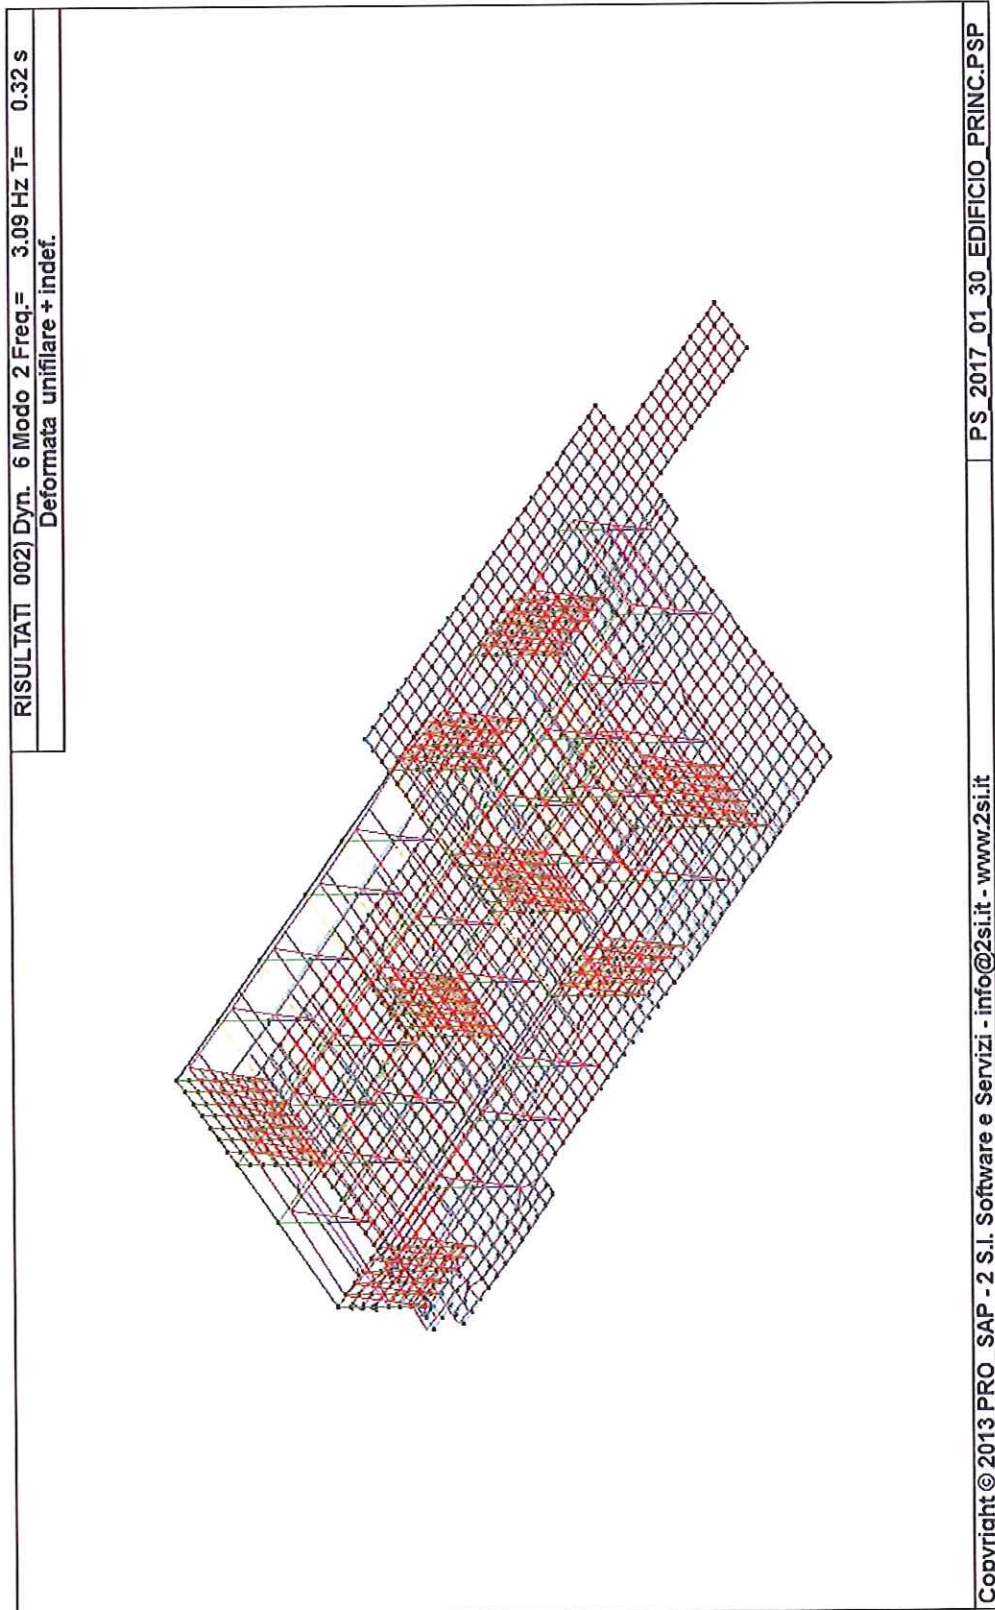 RISULTATI 002) Dyn. 6 Modo 2 Freq.= 3.09 Hz T= 0.32 s
Deformata unifilare + indef.
Copyright © 2013 PRO_SAP - 2 S.I. Software e Servizi - info@2si.it - www.2si.it
PS_2017_01_30_EDIFICIO_PRINC.PSP